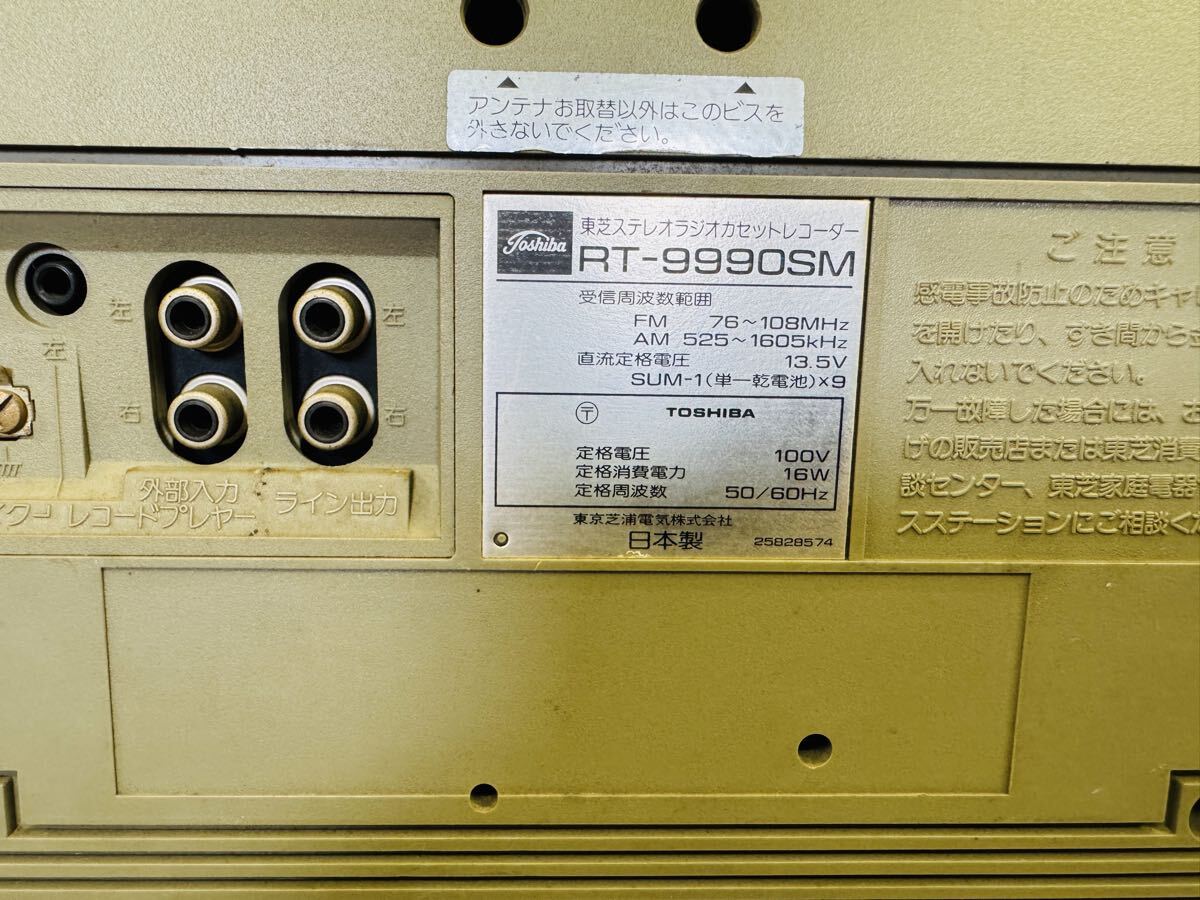 アンテナお取替以外はこのビスを
外さないでください。
左
左
右
左
右
外部入力
レコードプレヤー
ライン出力
Toshiba
東芝ステレオラジオカセットレコーダー
RT-9990SM
受信周波数範囲
FM 76～108MHz
AM 525～1605kHz
直流定格電圧 13.5V
SUM-1(単一乾電池)×9
〒 TOSHIBA
定格電圧 100V
定格消費電力 16W
定格周波数 50/60Hz
東京芝浦電気株式会社
日本製 25828574
ご注意
感電事故防止のためキャ
を開けたり、すき間から
入れないでください。
万一故障した場合には、お
げの販売店または東芝消費
談センター、東芝家庭電器
スステーションにご相談く